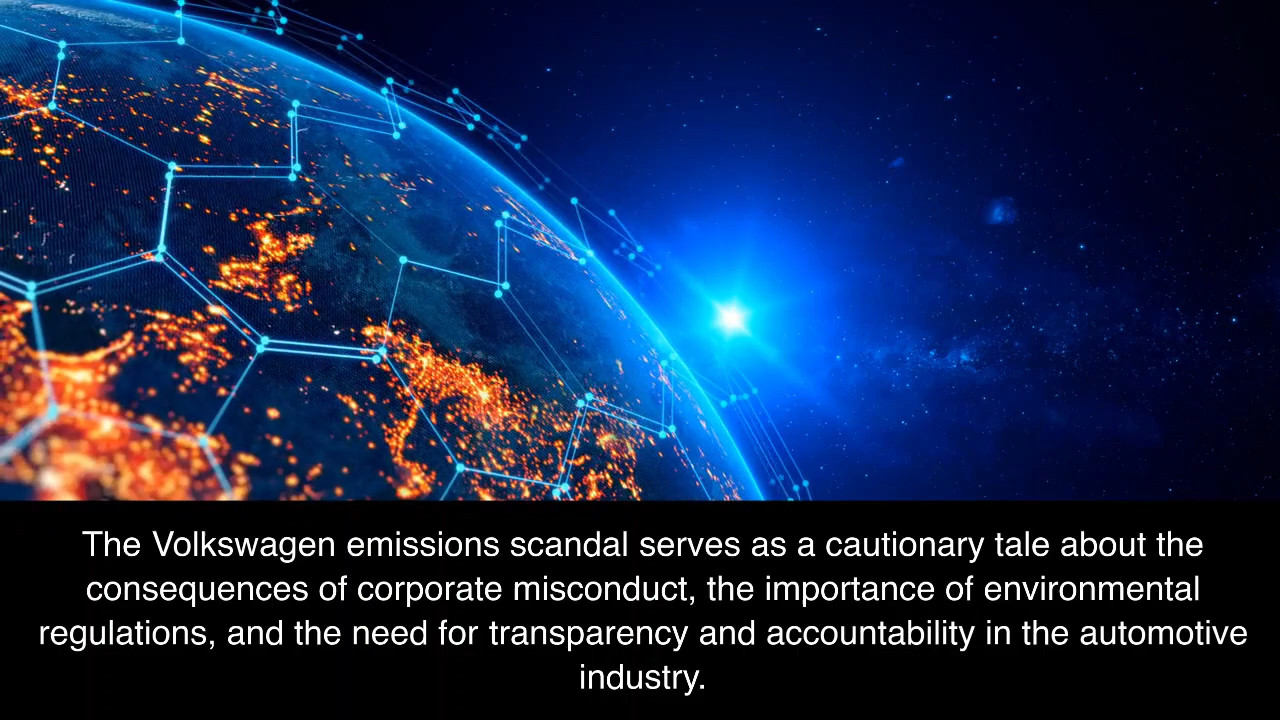 The Volkswagen emissions scandal serves as a cautionary tale about the
consequences of corporate misconduct, the importance of environmental
regulations, and the need for transparency and accountability in the automotive
industry.